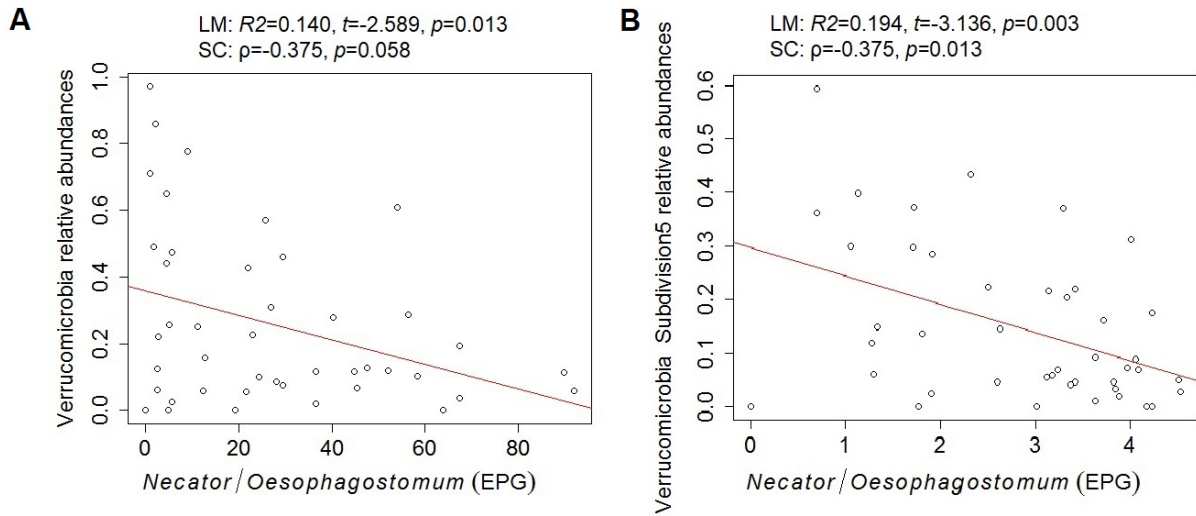 A
LM: R2=0.140, t=-2.589, p=0.013
SC: ρ=-0.375, p=0.058
Verrucomicrobia relative abundances
1.0
0.8
0.6
0.4
0.2
0.0
0 20 40 60 80
Necator/Oesophagostomum (EPG)
B
LM: R2=0.194, t=-3.136, p=0.003
SC: ρ=-0.375, p=0.013
Verrucomicrobia Subdivision5 relative abundances
0.6
0.5
0.4
0.3
0.2
0.1
0.0
0 1 2 3 4
Necator/Oesophagostomum (EPG)